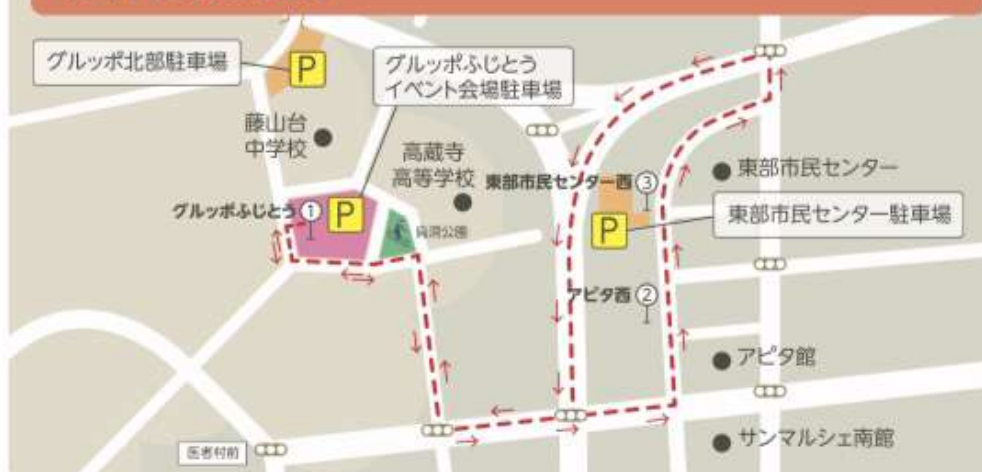 グルッポ北部駐車場
P
グルッポふじとう
イベント会場駐車場
藤山台
中学校
高蔵寺
高等学校
東部市民センター西 ③
東部市民センター
グルッポふじとう ①
P
P
東部市民センター駐車場
アピタ西 ②
アピタ館
サンマルシェ南館
医者村前